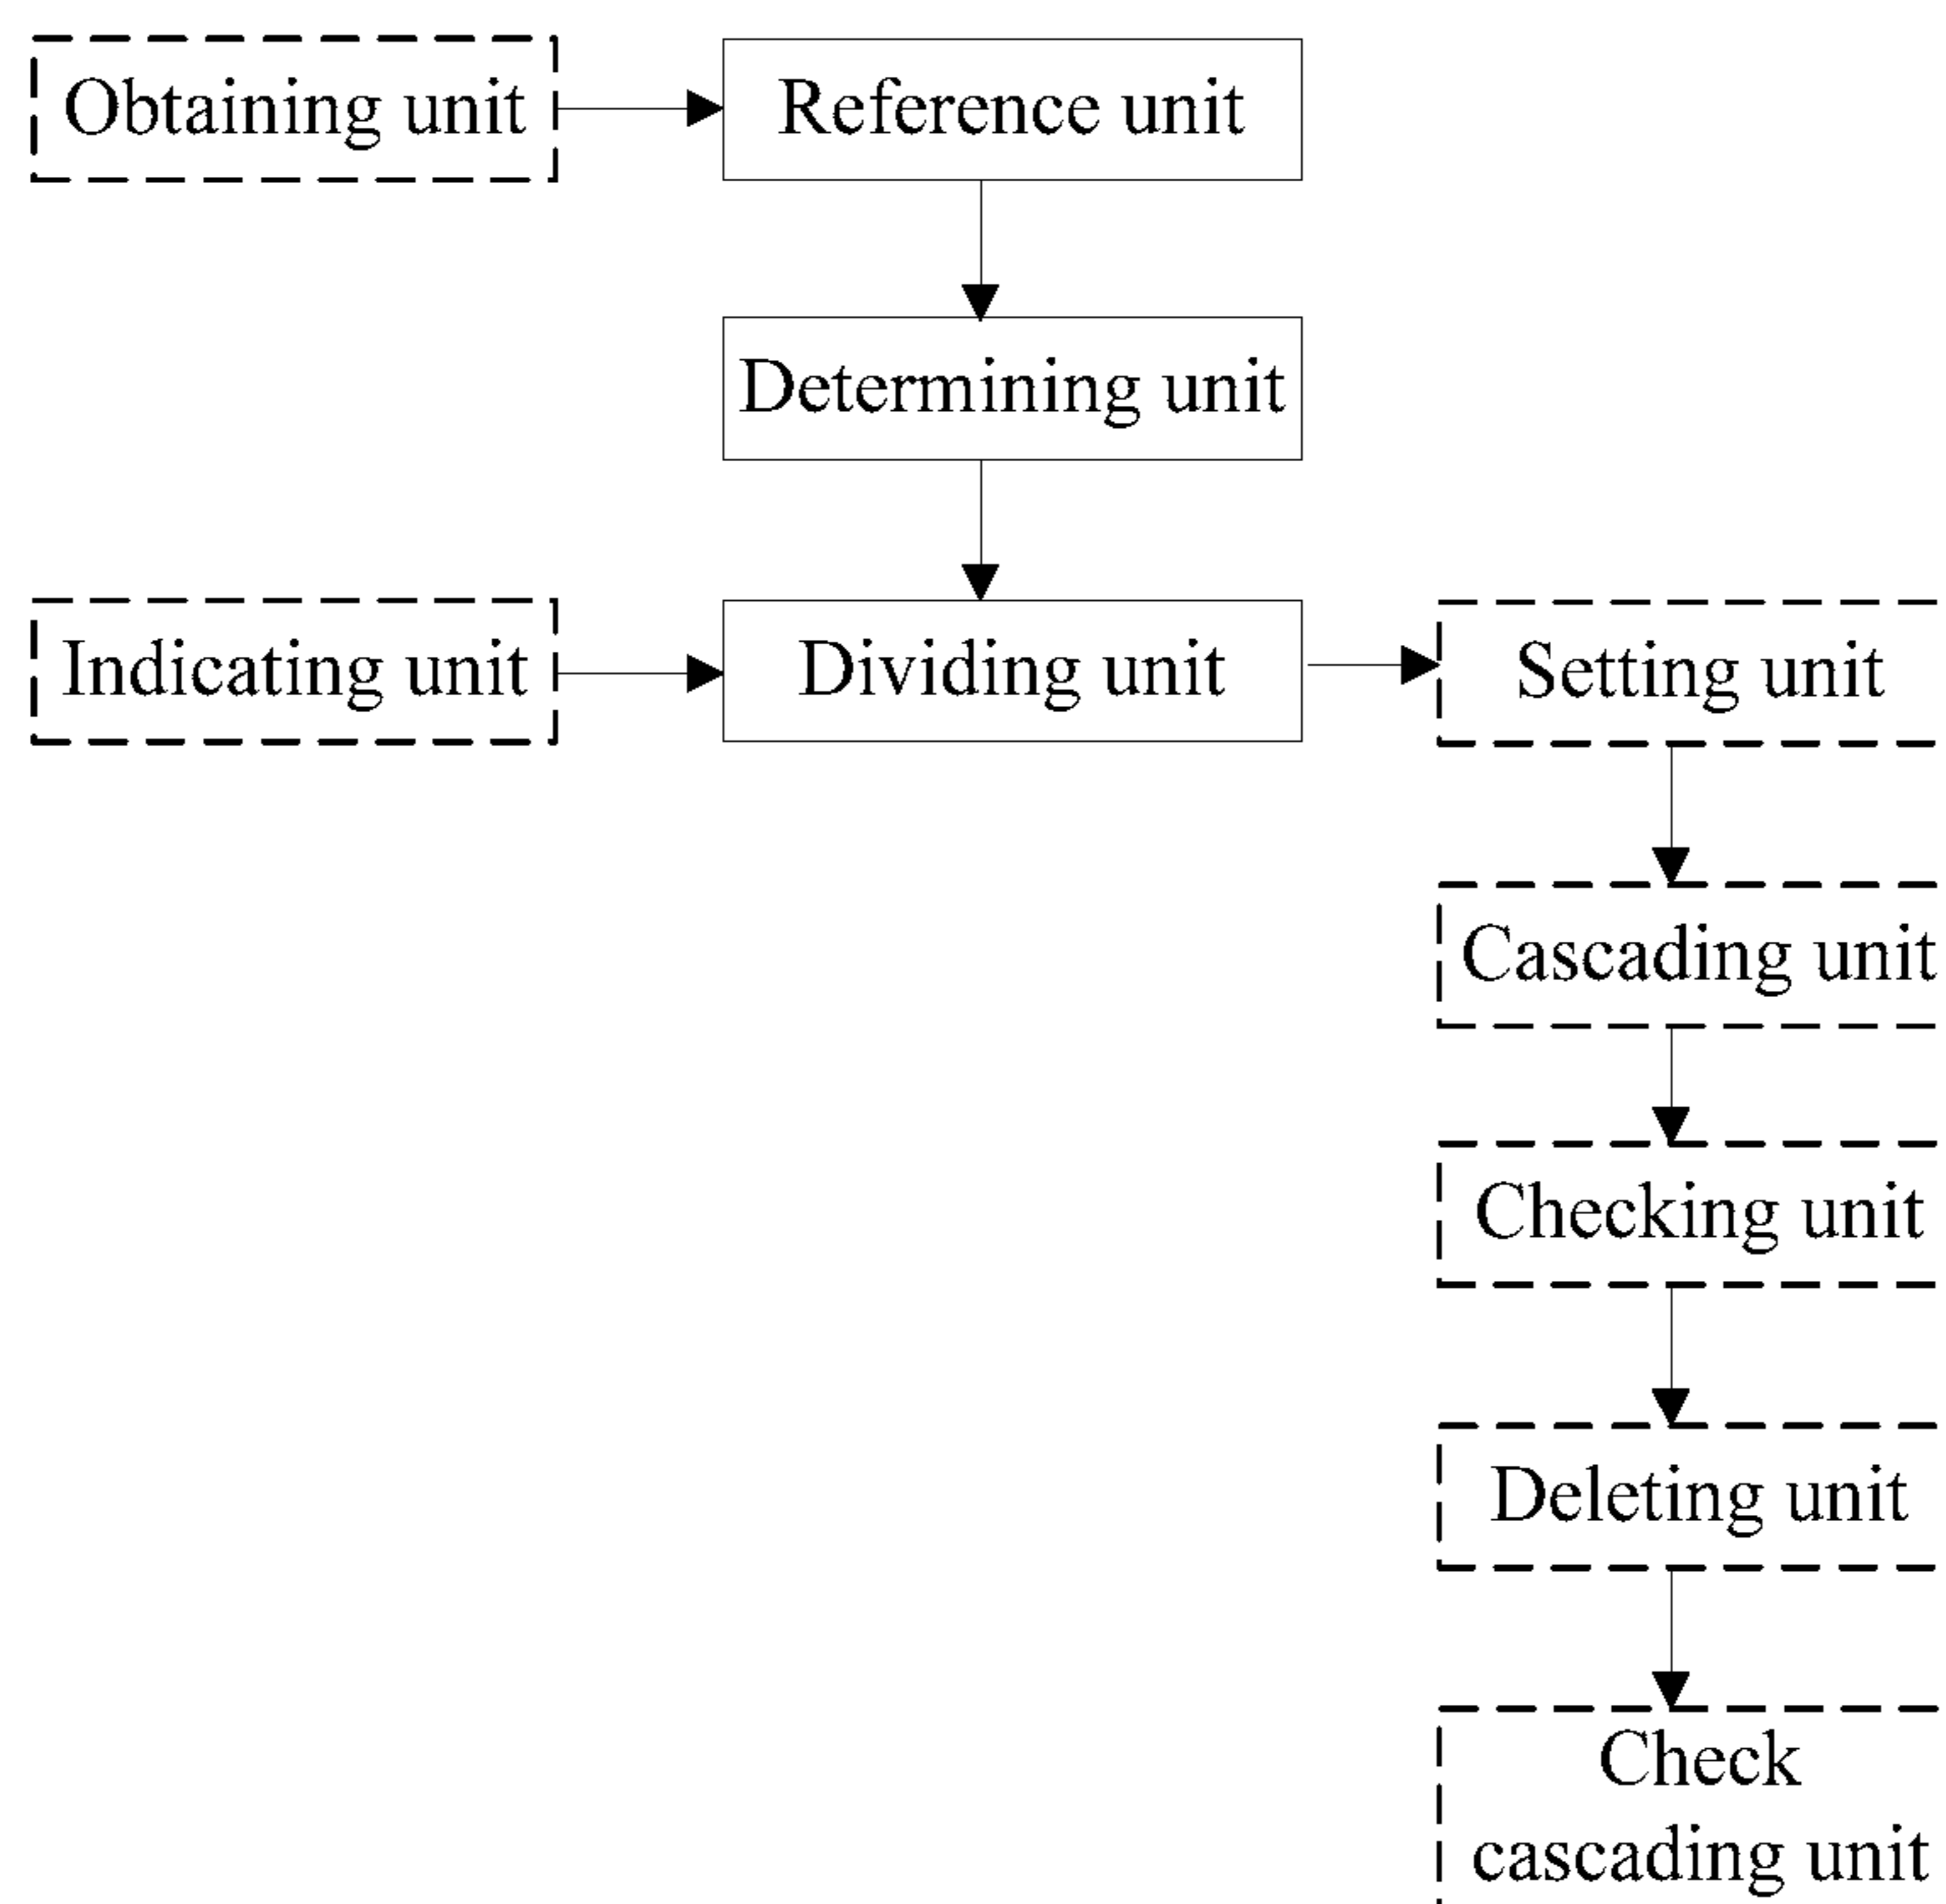 Obtaining unit
Reference unit
Determining unit
Indicating unit
Dividing unit
Setting unit
Cascading unit
Checking unit
Deleting unit
Check
cascading unit